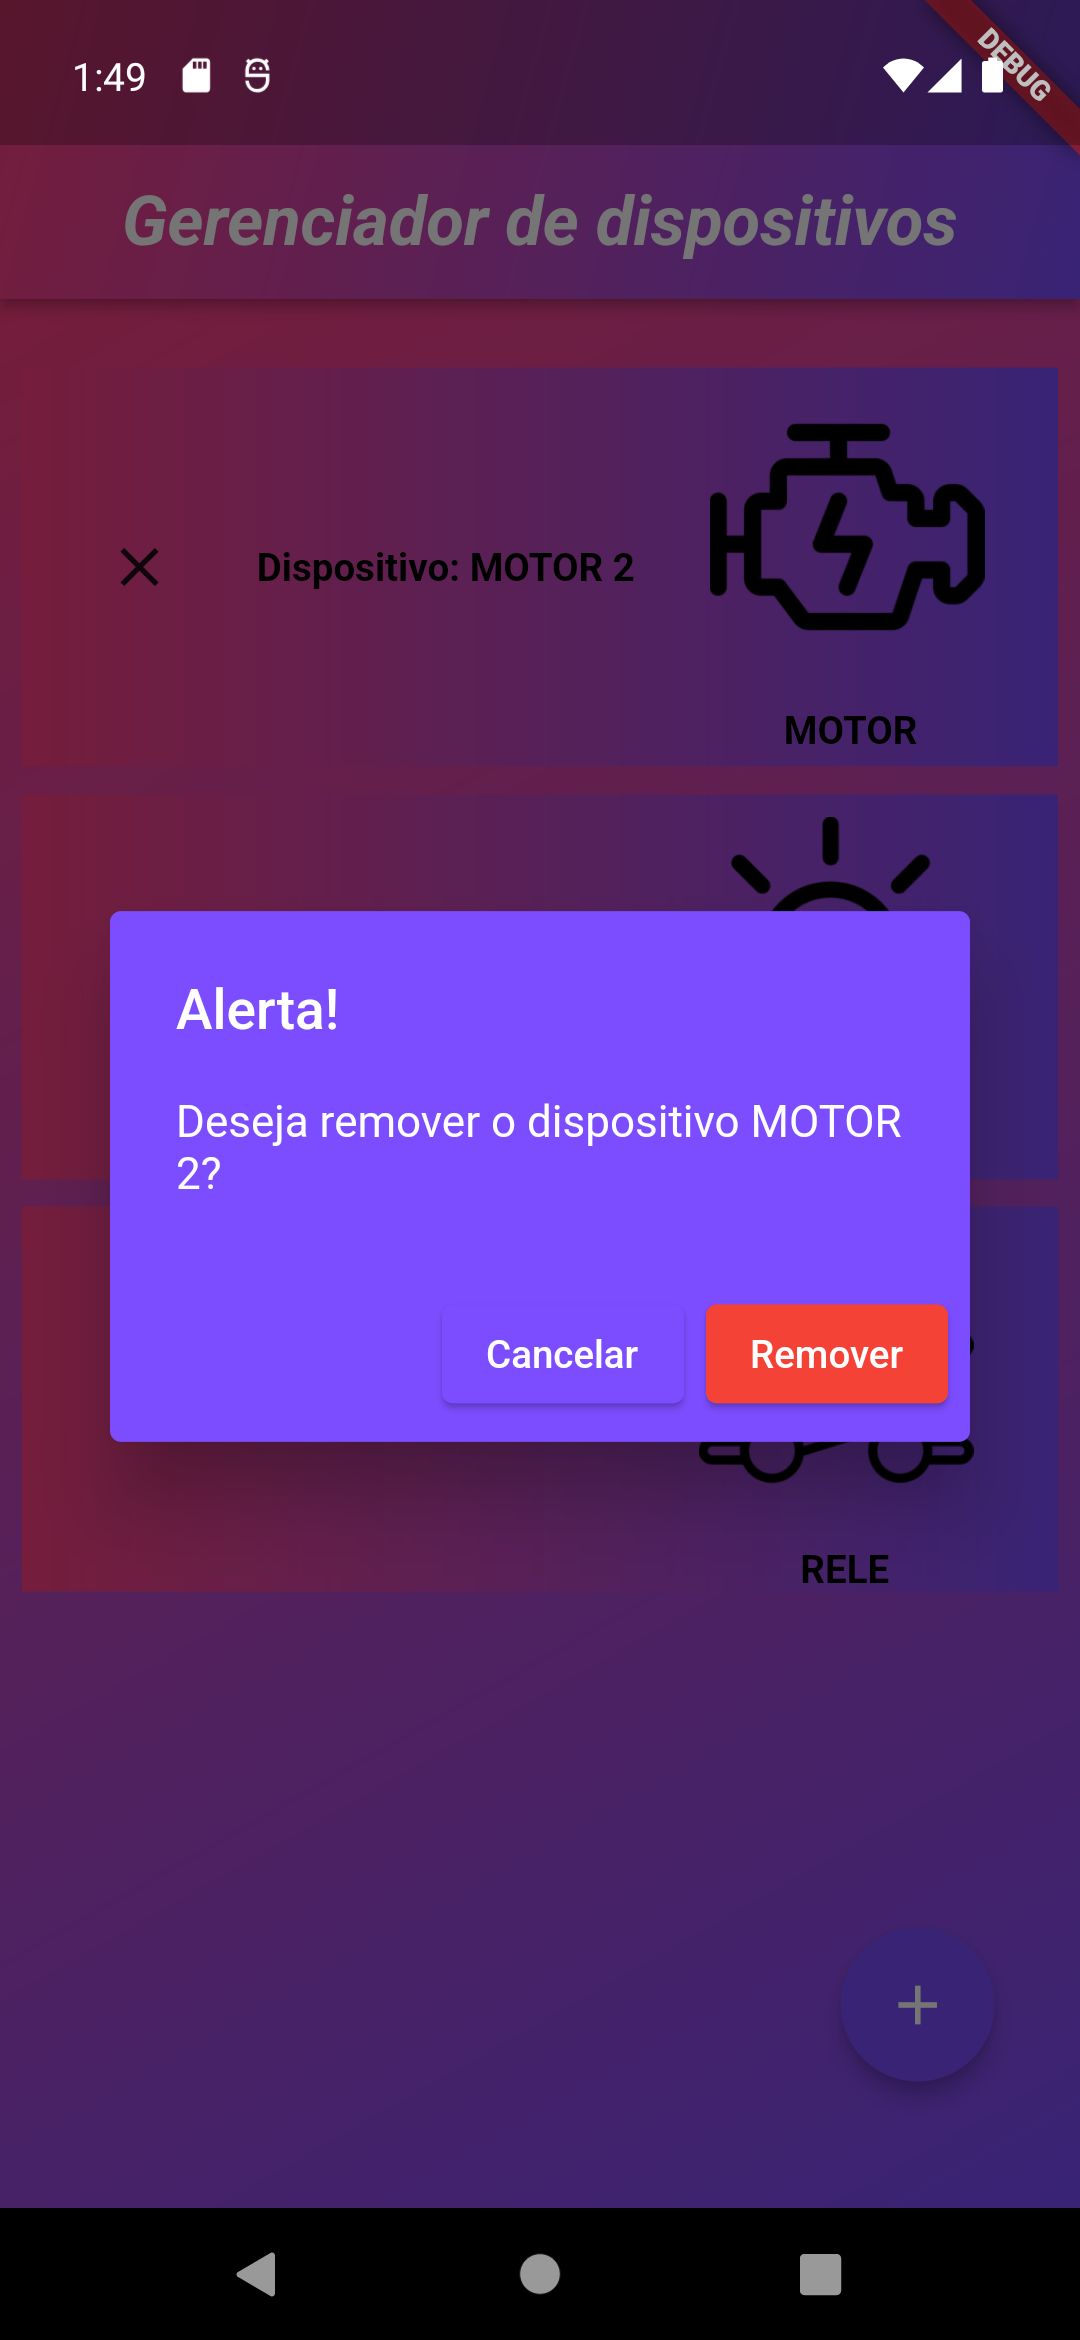 1:49
DEBUG
Gerenciador de dispositivos
Dispositivo: MOTOR 2
MOTOR
Alerta!
Deseja remover o dispositivo MOTOR
2?
Cancelar
Remover
RELE